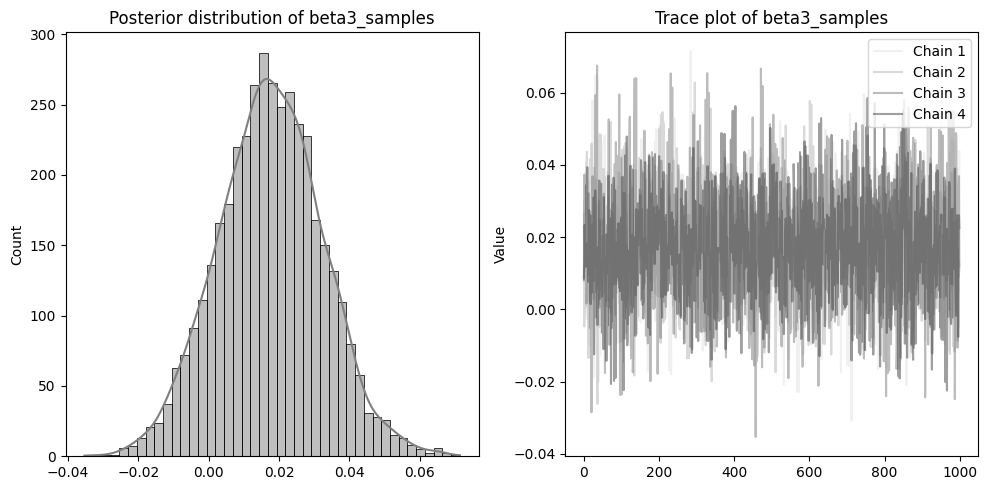 Posterior distribution of beta3_samples
Count
300
250
200
150
100
50
0
−0.04 −0.02 0.00 0.02 0.04 0.06
Trace plot of beta3_samples
Value
0.06
0.04
0.02
0.00
−0.02
−0.04
0 200 400 600 800 1000
Chain 1
Chain 2
Chain 3
Chain 4